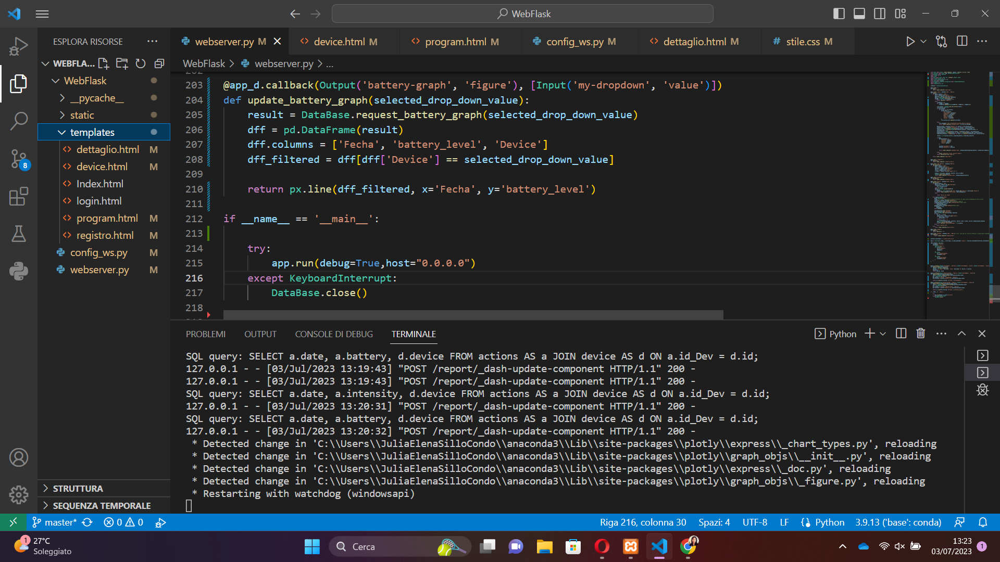 WebFlask
ESPLORA RISORSE
webserver.py M
device.html M
program.html M
config_ws.py M
dettaglio.html M
# stile.css M
WEBFLA...
WebFlask > webserver.py > ...
WebFlask
__pycache__
static
templates
dettaglio.html M
device.html M
Index.html
login.html
program.html M
registro.html M
config_ws.py M
webserver.py M
8
STRUTTURA
SEQUENZA TEMPORALE
202
203 @app_d.callback(Output('battery-graph', 'figure'), [Input('my-dropdown', 'value')])
204 def update_battery_graph(selected_drop_down_value):
205 result = DataBase.request_battery_graph(selected_drop_down_value)
206 dff = pd.DataFrame(result)
207 dff.columns = ['Fecha', 'battery_level', 'Device']
208 dff_filtered = dff[dff['Device'] == selected_drop_down_value]
209
210 return px.line(dff_filtered, x='Fecha', y='battery_level')
211
212 if __name__ == '__main__':
213
214 try:
215 app.run(debug=True,host="0.0.0.0")
216 except KeyboardInterrupt:
217 DataBase.close()
218
PROBLEMI OUTPUT CONSOLE DI DEBUG TERMINALE
Python
SQL query: SELECT a.date, a.battery, d.device FROM actions AS a JOIN device AS d ON a.id_Dev = d.id;
127.0.0.1 - - [03/Jul/2023 13:19:43] "POST /report/_dash-update-component HTTP/1.1" 200 -
127.0.0.1 - - [03/Jul/2023 13:19:43] "POST /report/_dash-update-component HTTP/1.1" 200 -
SQL query: SELECT a.date, a.intensity, d.device FROM actions AS a JOIN device AS d ON a.id_Dev = d.id;
127.0.0.1 - - [03/Jul/2023 13:20:31] "POST /report/_dash-update-component HTTP/1.1" 200 -
SQL query: SELECT a.date, a.battery, d.device FROM actions AS a JOIN device AS d ON a.id_Dev = d.id;
127.0.0.1 - - [03/Jul/2023 13:20:32] "POST /report/_dash-update-component HTTP/1.1" 200 -
* Detected change in 'C:\\Users\\JuliaElenaSilloCondo\\anaconda3\\Lib\\site-packages\\plotly\\express\\_chart_types.py', reloading
* Detected change in 'C:\\Users\\JuliaElenaSilloCondo\\anaconda3\\Lib\\site-packages\\plotly\\graph_objs\\__init__.py', reloading
* Detected change in 'C:\\Users\\JuliaElenaSilloCondo\\anaconda3\\Lib\\site-packages\\plotly\\express\\_doc.py', reloading
* Detected change in 'C:\\Users\\JuliaElenaSilloCondo\\anaconda3\\Lib\\site-packages\\plotly\\graph_objs\\_figure.py', reloading
* Restarting with watchdog (windowsapi)
master* 0 0
Riga 216, colonna 30 Spazi: 4 UTF-8 LF Python 3.9.13 ('base': conda)
1 27°C
Soleggiato
Cerca
13:23
03/07/2023
1